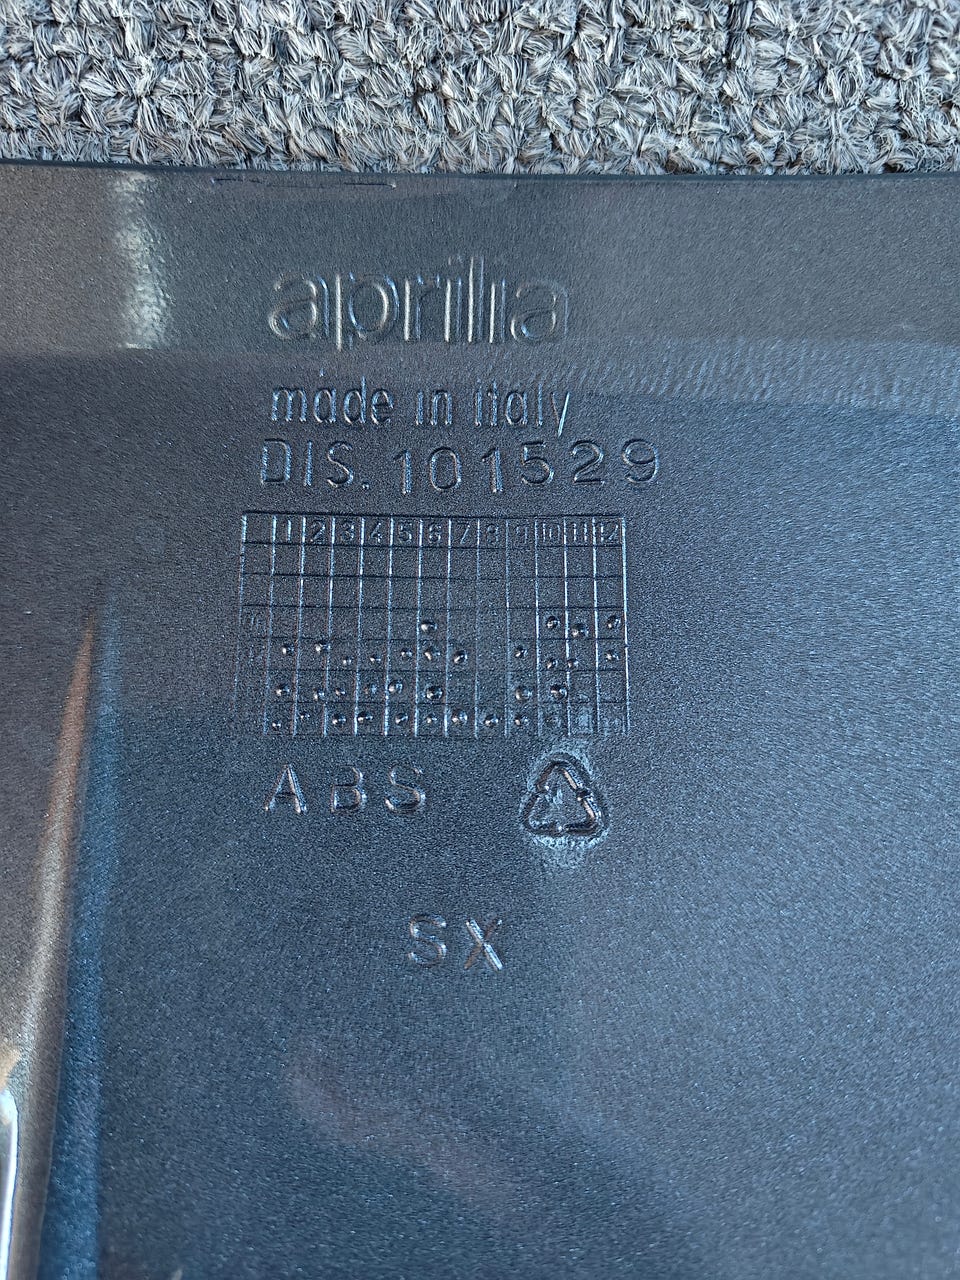 aprilia
made in italy
DIS. 101529
1 2 3 4 5 6 7 8 9 10 11 12
ABS
SX